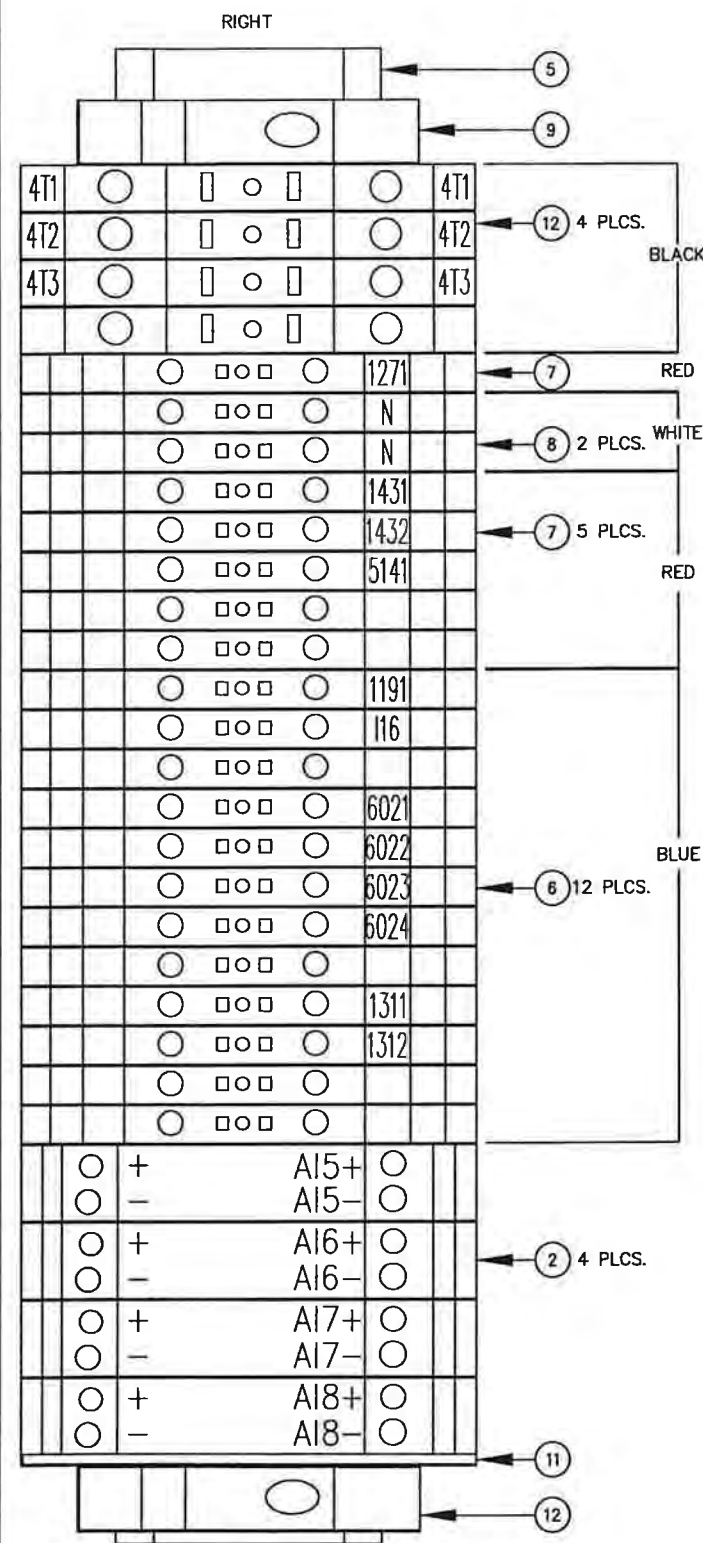 RIGHT
5
9
4T1 4T1
12 4 PLCS.
4T2 4T2
BLACK
4T3 4T3
1271 7 RED
N
N 8 2 PLCS. WHITE
1431
1432 7 5 PLCS.
5141 RED
1191
I16
6021
6022 BLUE
6023 6 12 PLCS.
6024
1311
1312
+ AI5+
- AI5-
+ AI6+
- AI6-
2 4 PLCS.
+ AI7+
- AI7-
+ AI8+
- AI8-
11
12